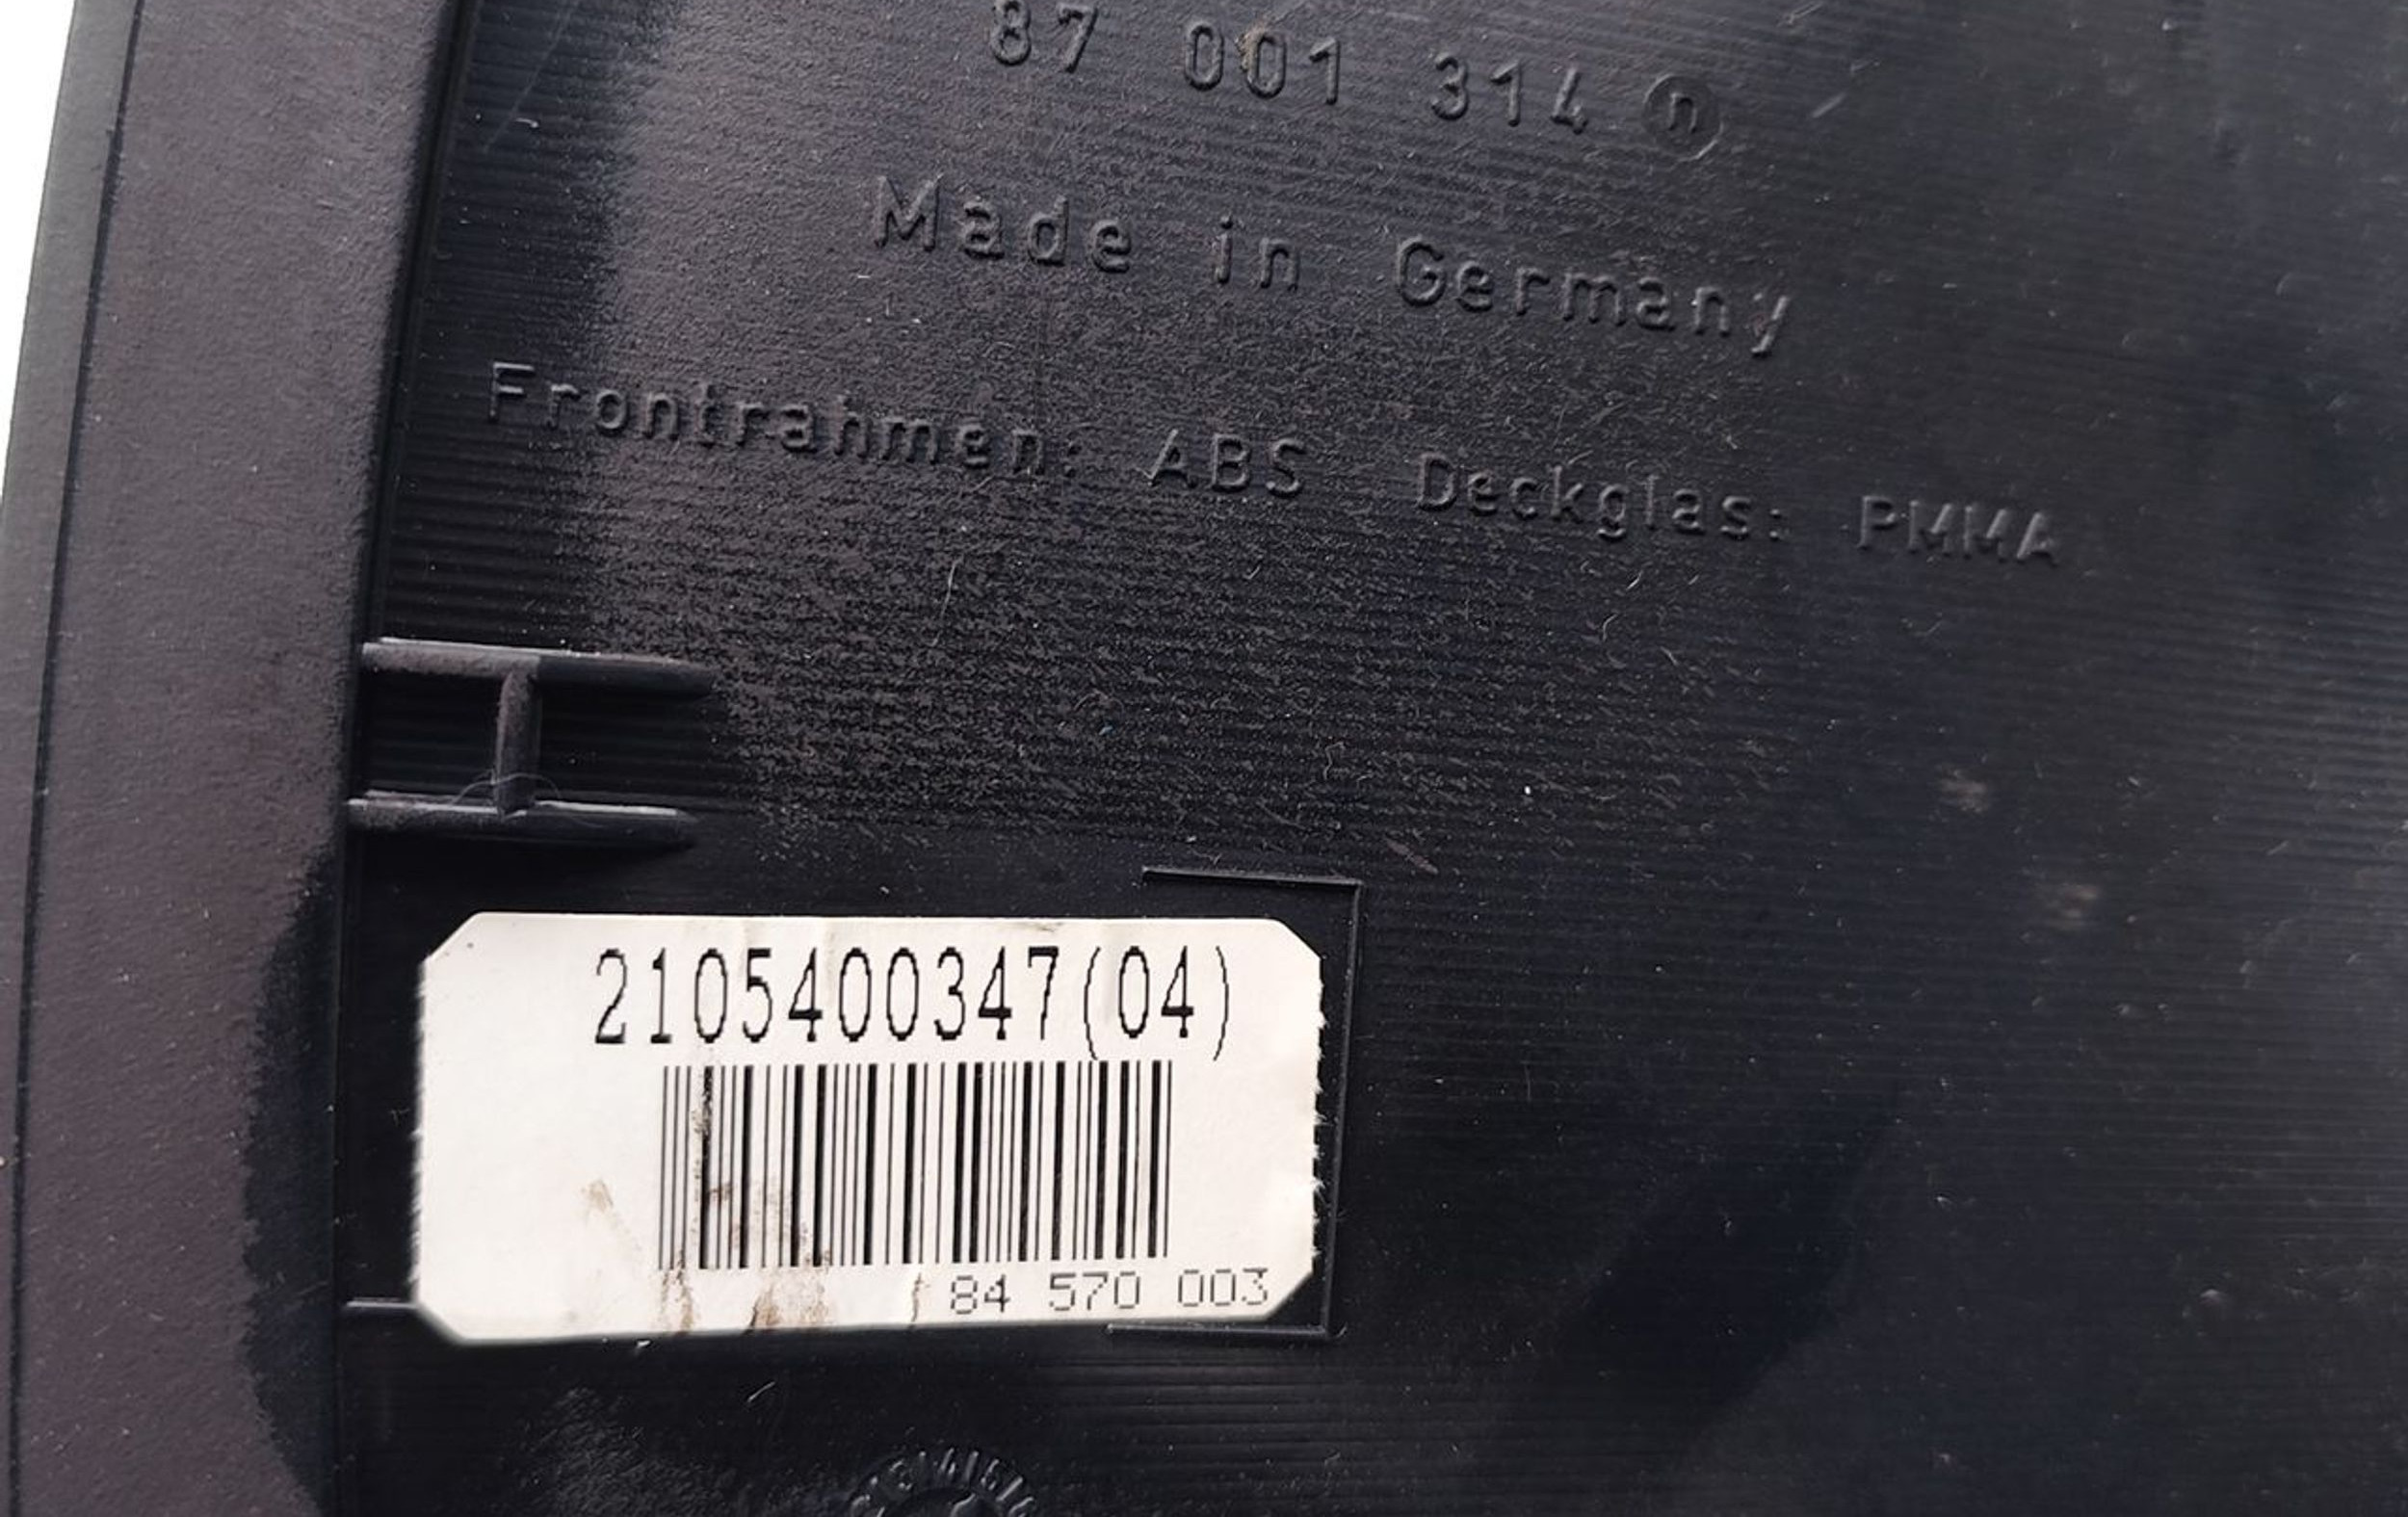 87 001 314 n
Made in Germany
Frontrahmen: ABS Deckglas: PMMA
2105400347(04)
84 570 003